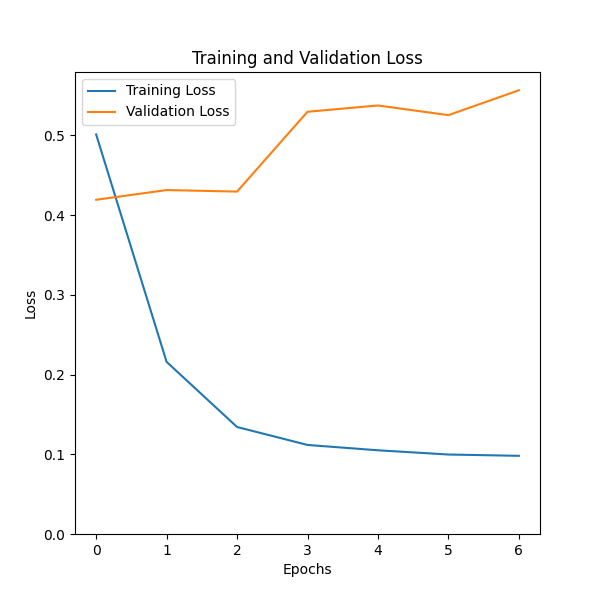 Training and Validation Loss
Training Loss
Validation Loss
0.5
0.4
0.3
0.2
0.1
0.0
Loss
0 1 2 3 4 5 6
Epochs